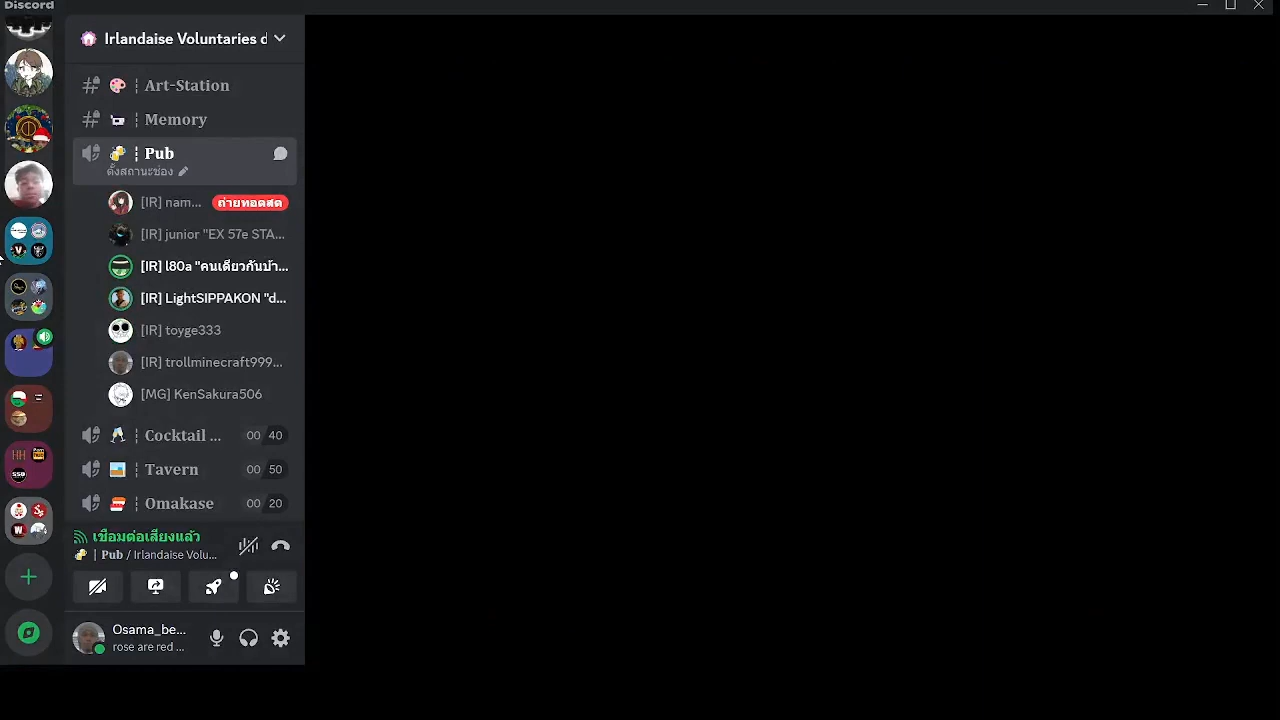 Discord
Irlandaise Voluntaries d
Art-Station
Memory
Pub
ตั้งสถานะช่อง
[IR] nam... ถ่ายทอดสด
[IR] junior "EX 57e STA...
[IR] l80a "คนเดียวกันบ้า...
[IR] LightSIPPAKON "d...
[IR] toyge333
[IR] trollminecraft999...
[MG] KenSakura506
Cocktail ... 00 40
Tavern 00 50
Omakase 00 20
เชื่อมต่อเสียงแล้ว
| Pub / Irlandaise Volu...
Osama_be...
rose are red ...